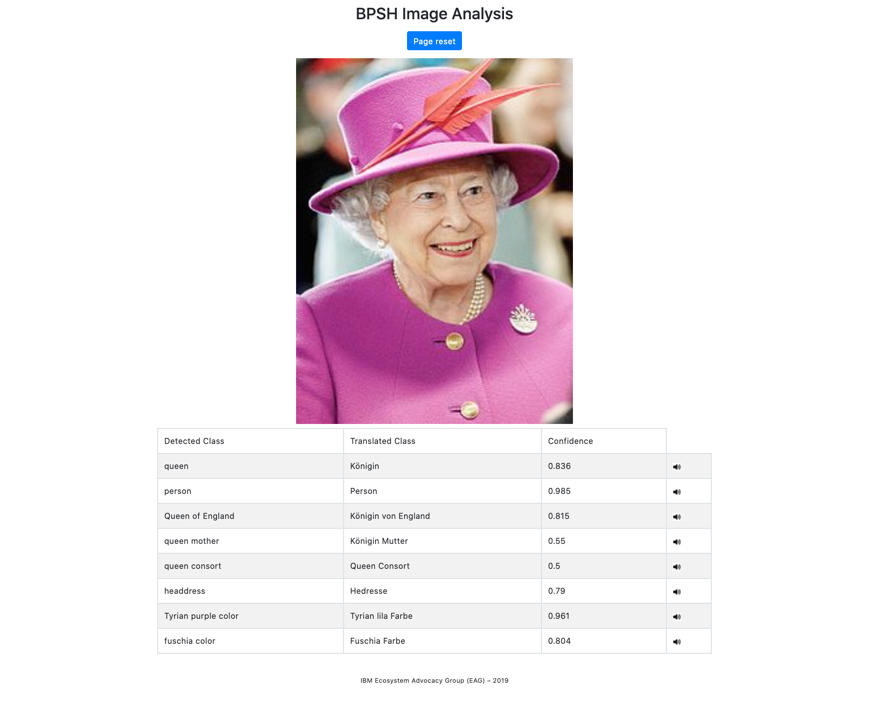 BPSH Image Analysis
Page reset
Detected Class Translated Class Confidence
queen Königin 0.836
person Person 0.985
Queen of England Königin von England 0.815
queen mother Königin Mutter 0.55
queen consort Queen Consort 0.5
headdress Hedresse 0.79
Tyrian purple color Tyrian lila Farbe 0.961
fuschia color Fuschia Farbe 0.804
IBM Ecosystem Advocacy Group (EAG) – 2019